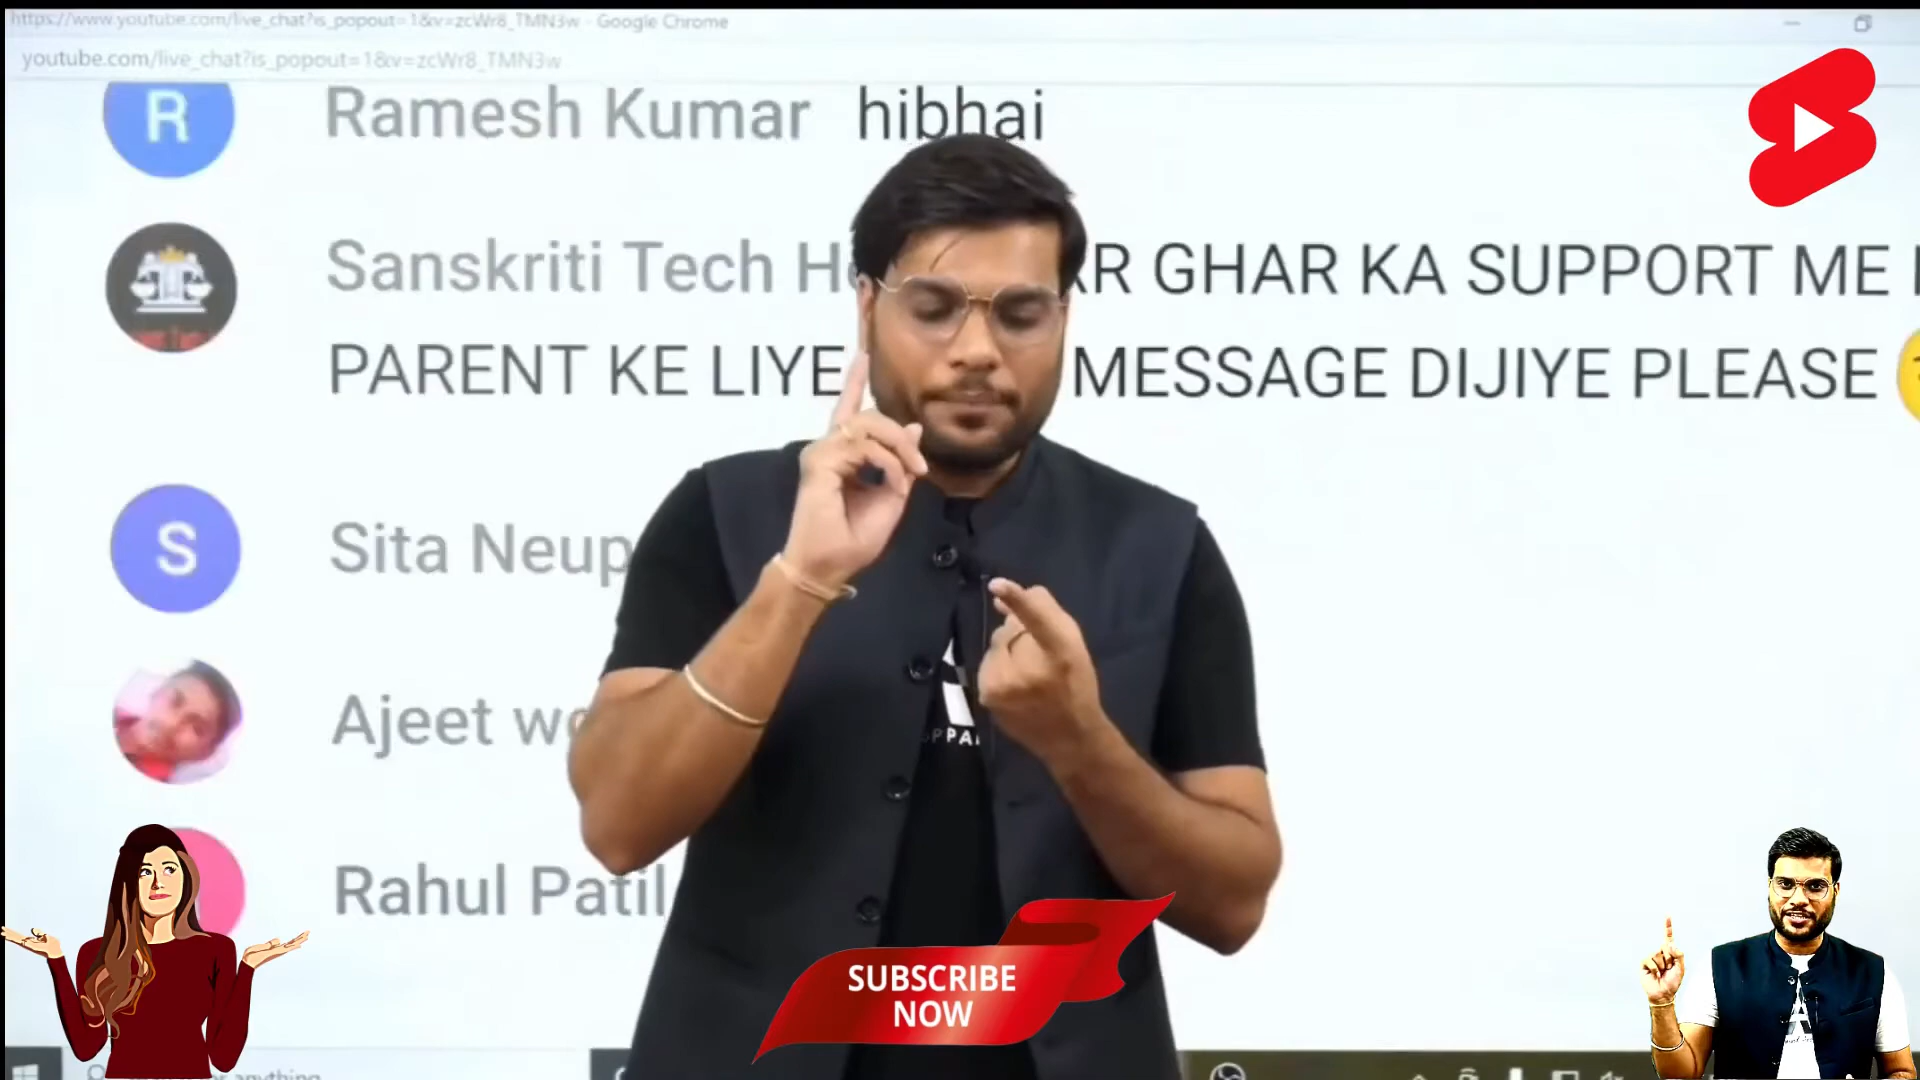 https://www.youtube.com/live_chat?is_popout=1&v=zcWr8_TMN3w - Google Chrome
youtube.com/live_chat?is_popout=1&v=zcWr8_TMN3w
R Ramesh Kumar hibhai
Sanskriti Tech GHAR KA SUPPORT ME
PARENT KE LIYE MESSAGE DIJIYE PLEASE
S Sita Neup
Ajeet
Rahul Patil
SUBSCRIBE
NOW
anything